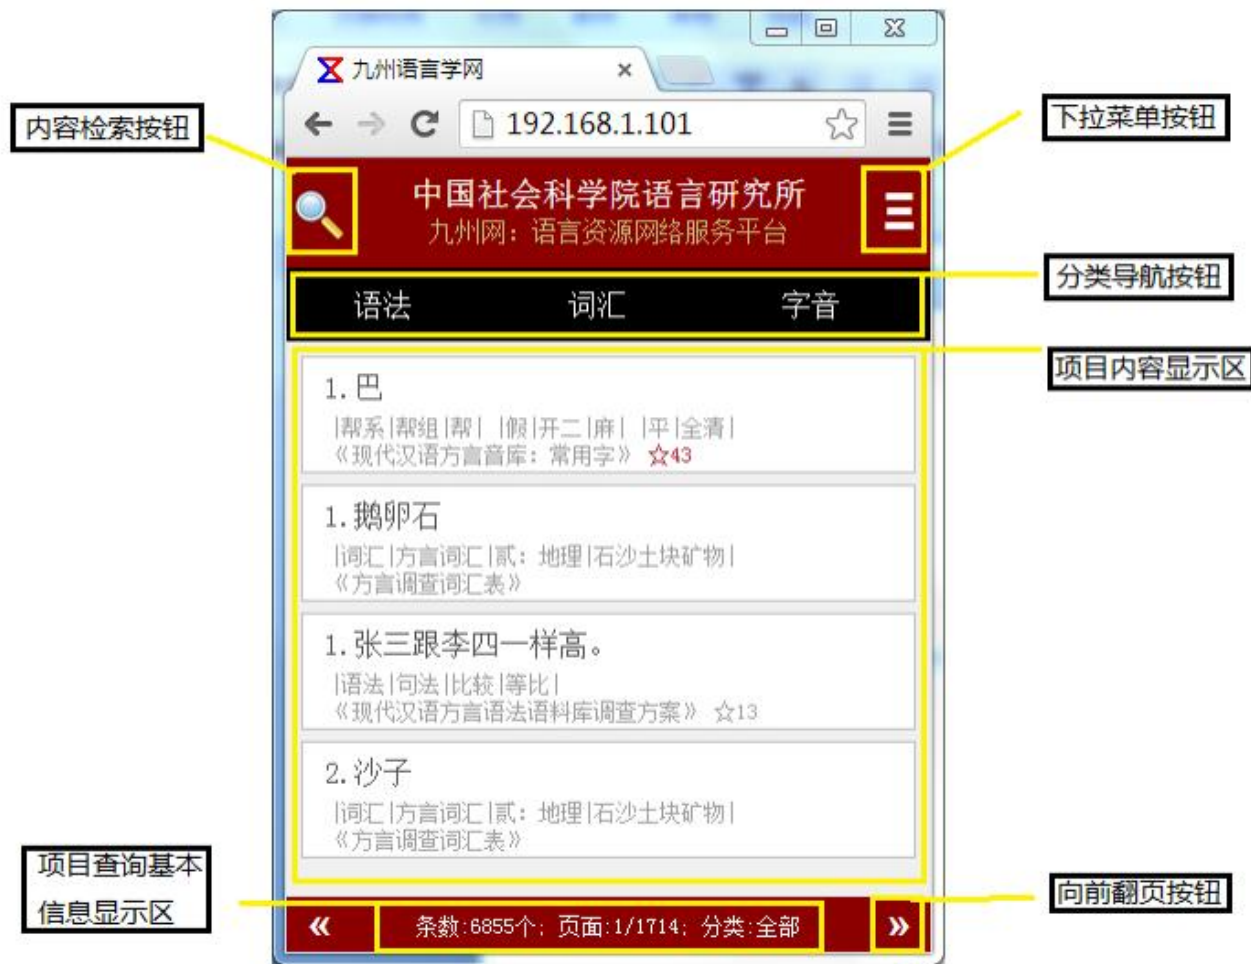 九州语言学网
192.168.1.101
内容检索按钮
下拉菜单按钮
中国社会科学院语言研究所
九州网：语言资源网络服务平台
分类导航按钮
语法 词汇 字音
项目内容显示区
1.巴
|帮系|帮组|帮| |假|开二|麻| |平|全清|
《现代汉语方言音库：常用字》 ☆43
1.鹅卵石
|词汇|方言词汇|贰：地理|石沙土块矿物|
《方言调查词汇表》
1.张三跟李四一样高。
|语法|句法|比较|等比|
《现代汉语方言语法语料库调查方案》 ☆13
2.沙子
|词汇|方言词汇|贰：地理|石沙土块矿物|
《方言调查词汇表》
项目查询基本
信息显示区
向前翻页按钮
« 条数:6855个; 页面:1/1714; 分类:全部 »